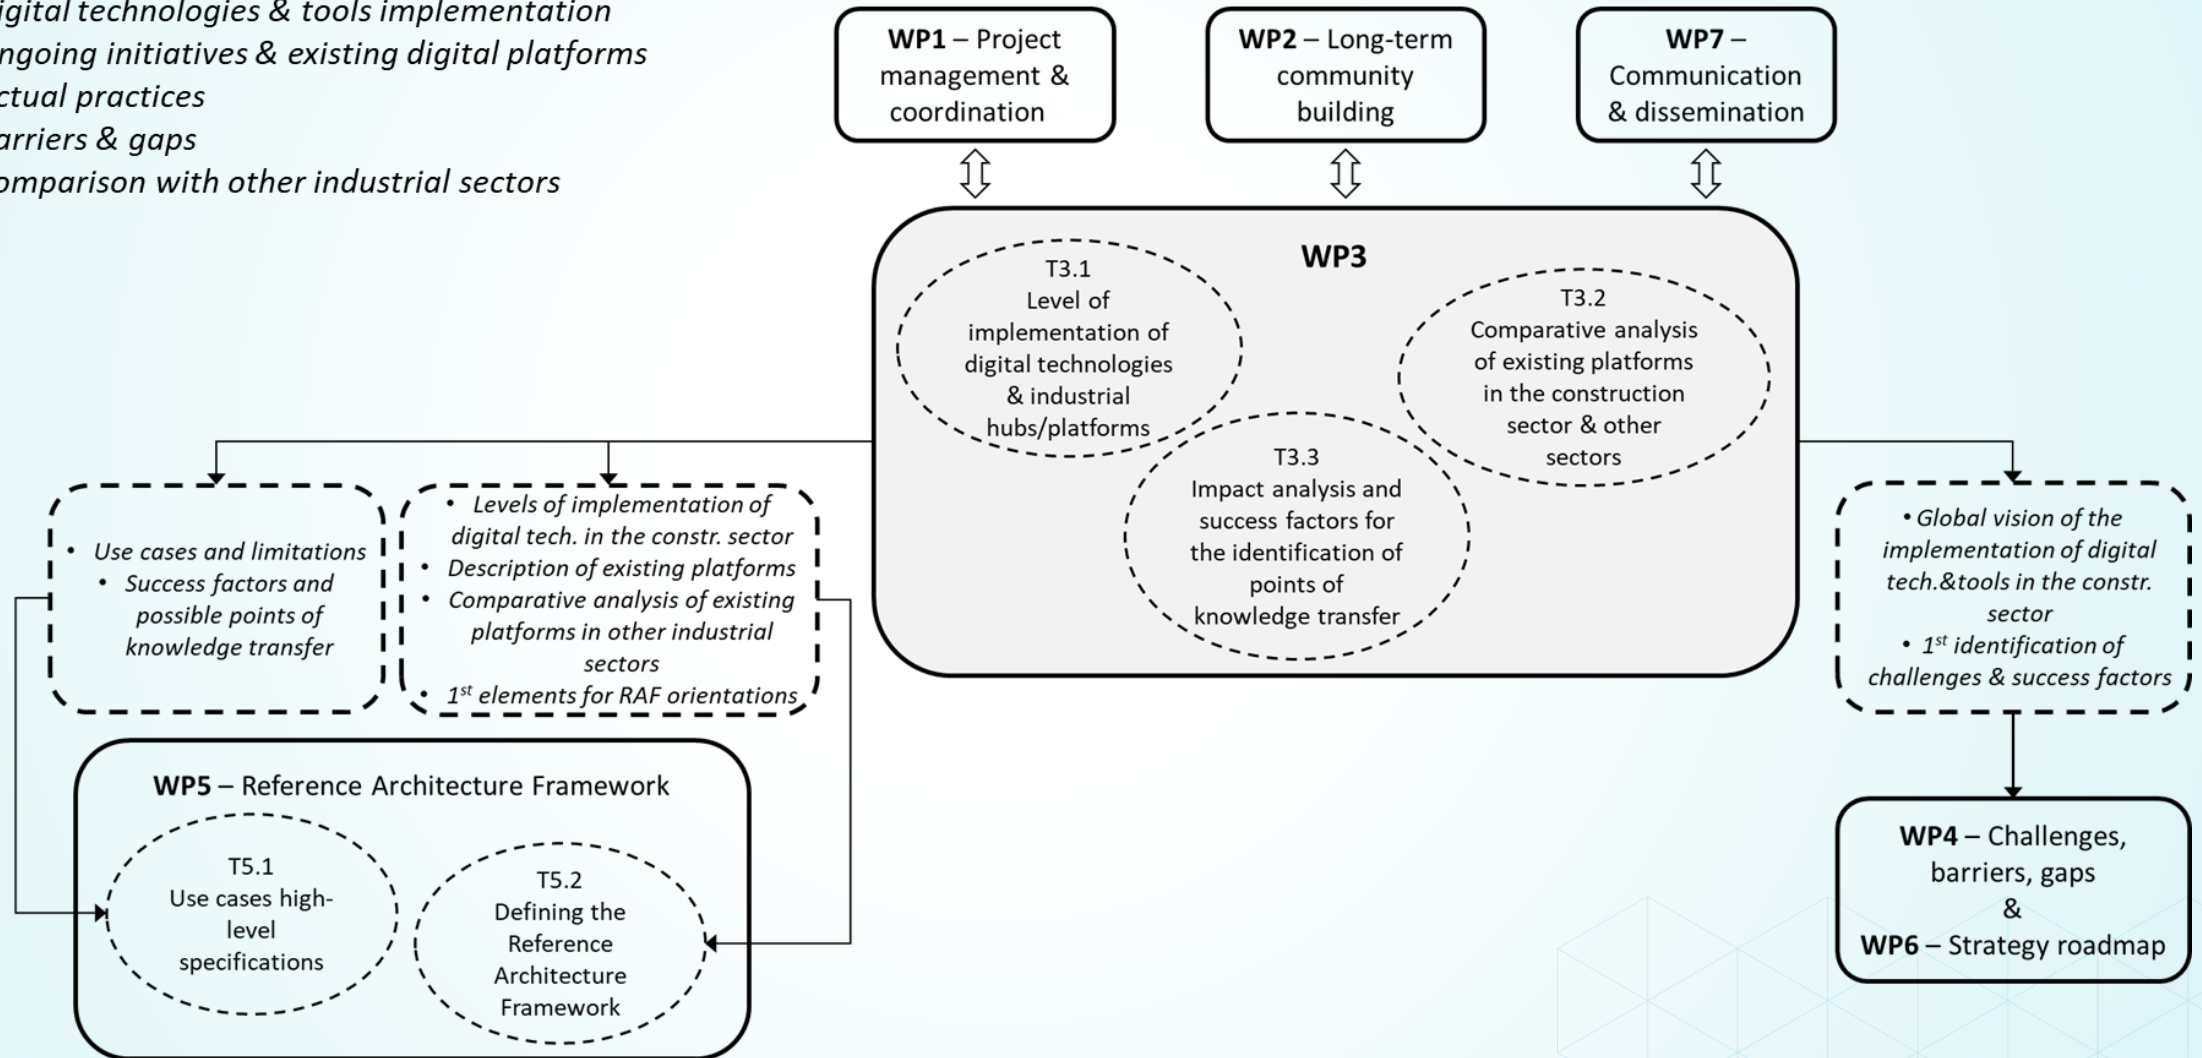 igital technologies & tools implementation
ngoing initiatives & existing digital platforms
ctual practices
arriers & gaps
omparison with other industrial sectors
WP1 – Project
management &
coordination
WP2 – Long-term
community
building
WP7 –
Communication
& dissemination
WP3
T3.1
Level of
implementation of
digital technologies
& industrial
hubs/platforms
T3.2
Comparative analysis
of existing platforms
in the construction
sector & other
sectors
T3.3
Impact analysis and
success factors for
the identification of
points of
knowledge transfer
• Use cases and limitations
• Success factors and
possible points of
knowledge transfer
• Levels of implementation of
digital tech. in the constr. sector
• Description of existing platforms
• Comparative analysis of existing
platforms in other industrial
sectors
• 1st elements for RAF orientations
• Global vision of the
implementation of digital
tech.&tools in the constr.
sector
• 1st identification of
challenges & success factors
WP5 – Reference Architecture Framework
T5.1
Use cases high-
level
specifications
T5.2
Defining the
Reference
Architecture
Framework
WP4 – Challenges,
barriers, gaps
&
WP6 – Strategy roadmap